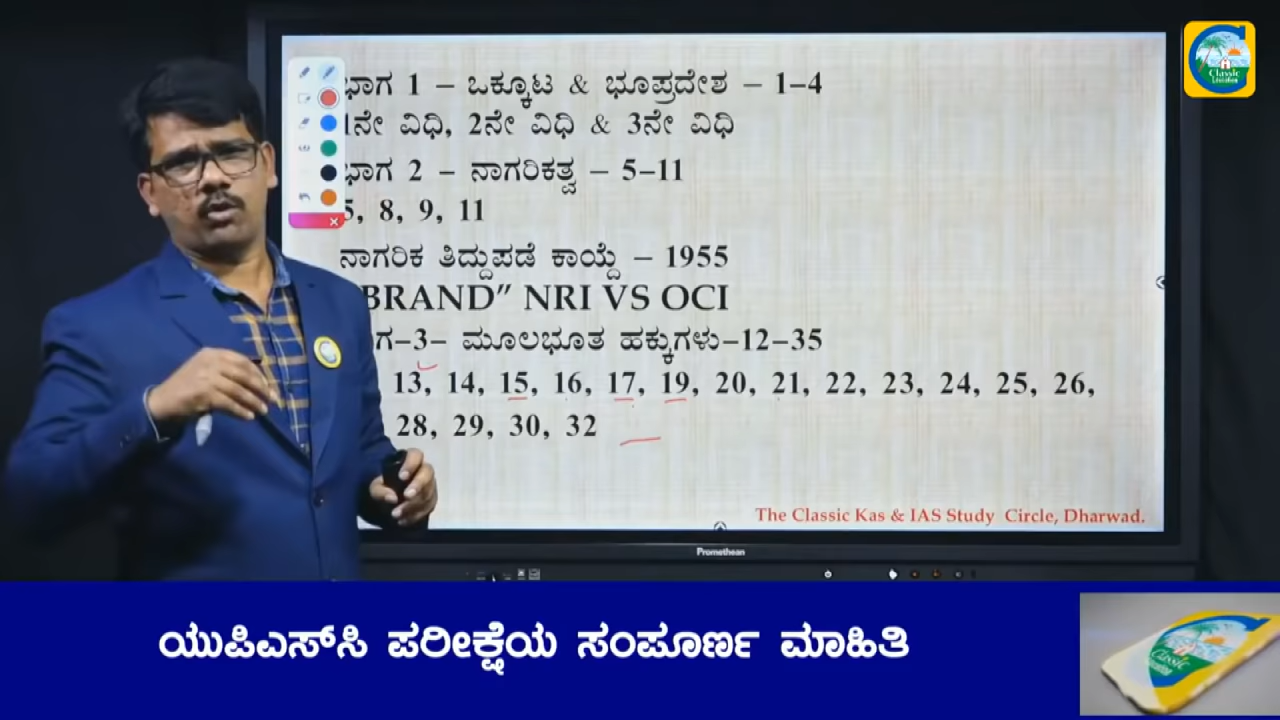 ಭಾಗ 1 – ಒಕ್ಕೂಟ & ಭೂಪ್ರದೇಶ – 1–4
1ನೇ ವಿಧಿ, 2ನೇ ವಿಧಿ & 3ನೇ ವಿಧಿ
ಭಾಗ 2 – ನಾಗರಿಕತ್ವ – 5–11
5, 8, 9, 11
ನಾಗರಿಕ ತಿದ್ದುಪಡೆ ಕಾಯ್ದೆ – 1955
BRAND” NRI VS OCI
ಗ–3– ಮೂಲಭೂತ ಹಕ್ಕುಗಳು–12–35
13, 14, 15, 16, 17, 19, 20, 21, 22, 23, 24, 25, 26,
28, 29, 30, 32
The Classic Kas & IAS Study Circle, Dharwad.
Promethean
Classic
Education
ಯುಪಿಎಸ್‌ಸಿ ಪರೀಕ್ಷೆಯ ಸಂಪೂರ್ಣ ಮಾಹಿತಿ
Classic